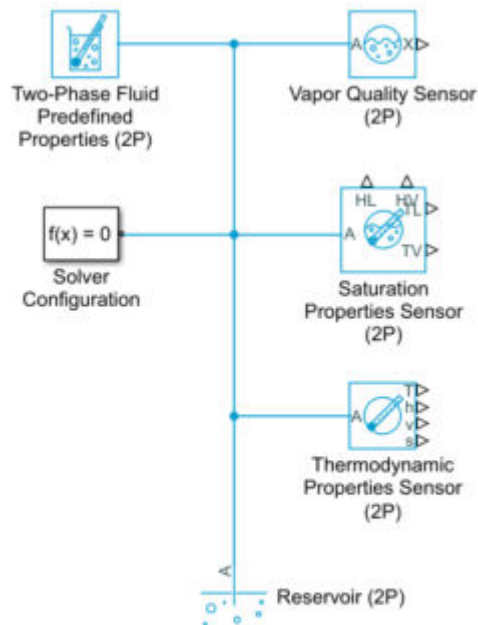 A
X
Two-Phase Fluid
Predefined
Properties (2P)
Vapor Quality Sensor
(2P)
f(x) = 0
Solver
Configuration
HL
HV
TL
A
TV
Saturation
Properties Sensor
(2P)
T
h
A
v
s
Thermodynamic
Properties Sensor
(2P)
A
Reservoir (2P)